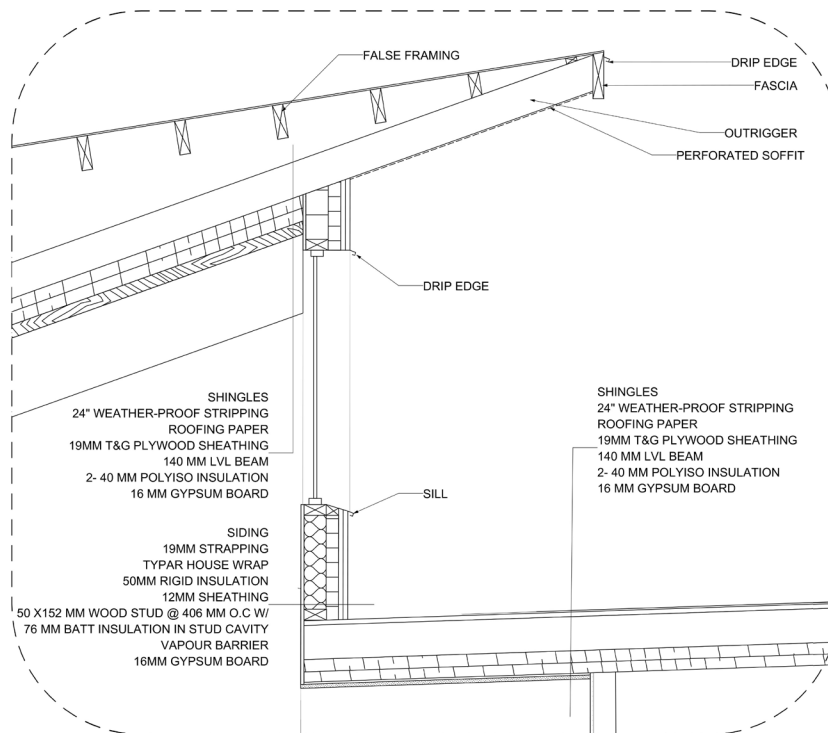 FALSE FRAMING
DRIP EDGE
FASCIA
OUTRIGGER
PERFORATED SOFFIT
DRIP EDGE
SHINGLES
24" WEATHER-PROOF STRIPPING
ROOFING PAPER
19MM T&G PLYWOOD SHEATHING
140 MM LVL BEAM
2- 40 MM POLYISO INSULATION
16 MM GYPSUM BOARD
SHINGLES
24" WEATHER-PROOF STRIPPING
ROOFING PAPER
19MM T&G PLYWOOD SHEATHING
140 MM LVL BEAM
2- 40 MM POLYISO INSULATION
16 MM GYPSUM BOARD
SILL
SIDING
19MM STRAPPING
TYPAR HOUSE WRAP
50MM RIGID INSULATION
12MM SHEATHING
50 X152 MM WOOD STUD @ 406 MM O.C W/
76 MM BATT INSULATION IN STUD CAVITY
VAPOUR BARRIER
16MM GYPSUM BOARD